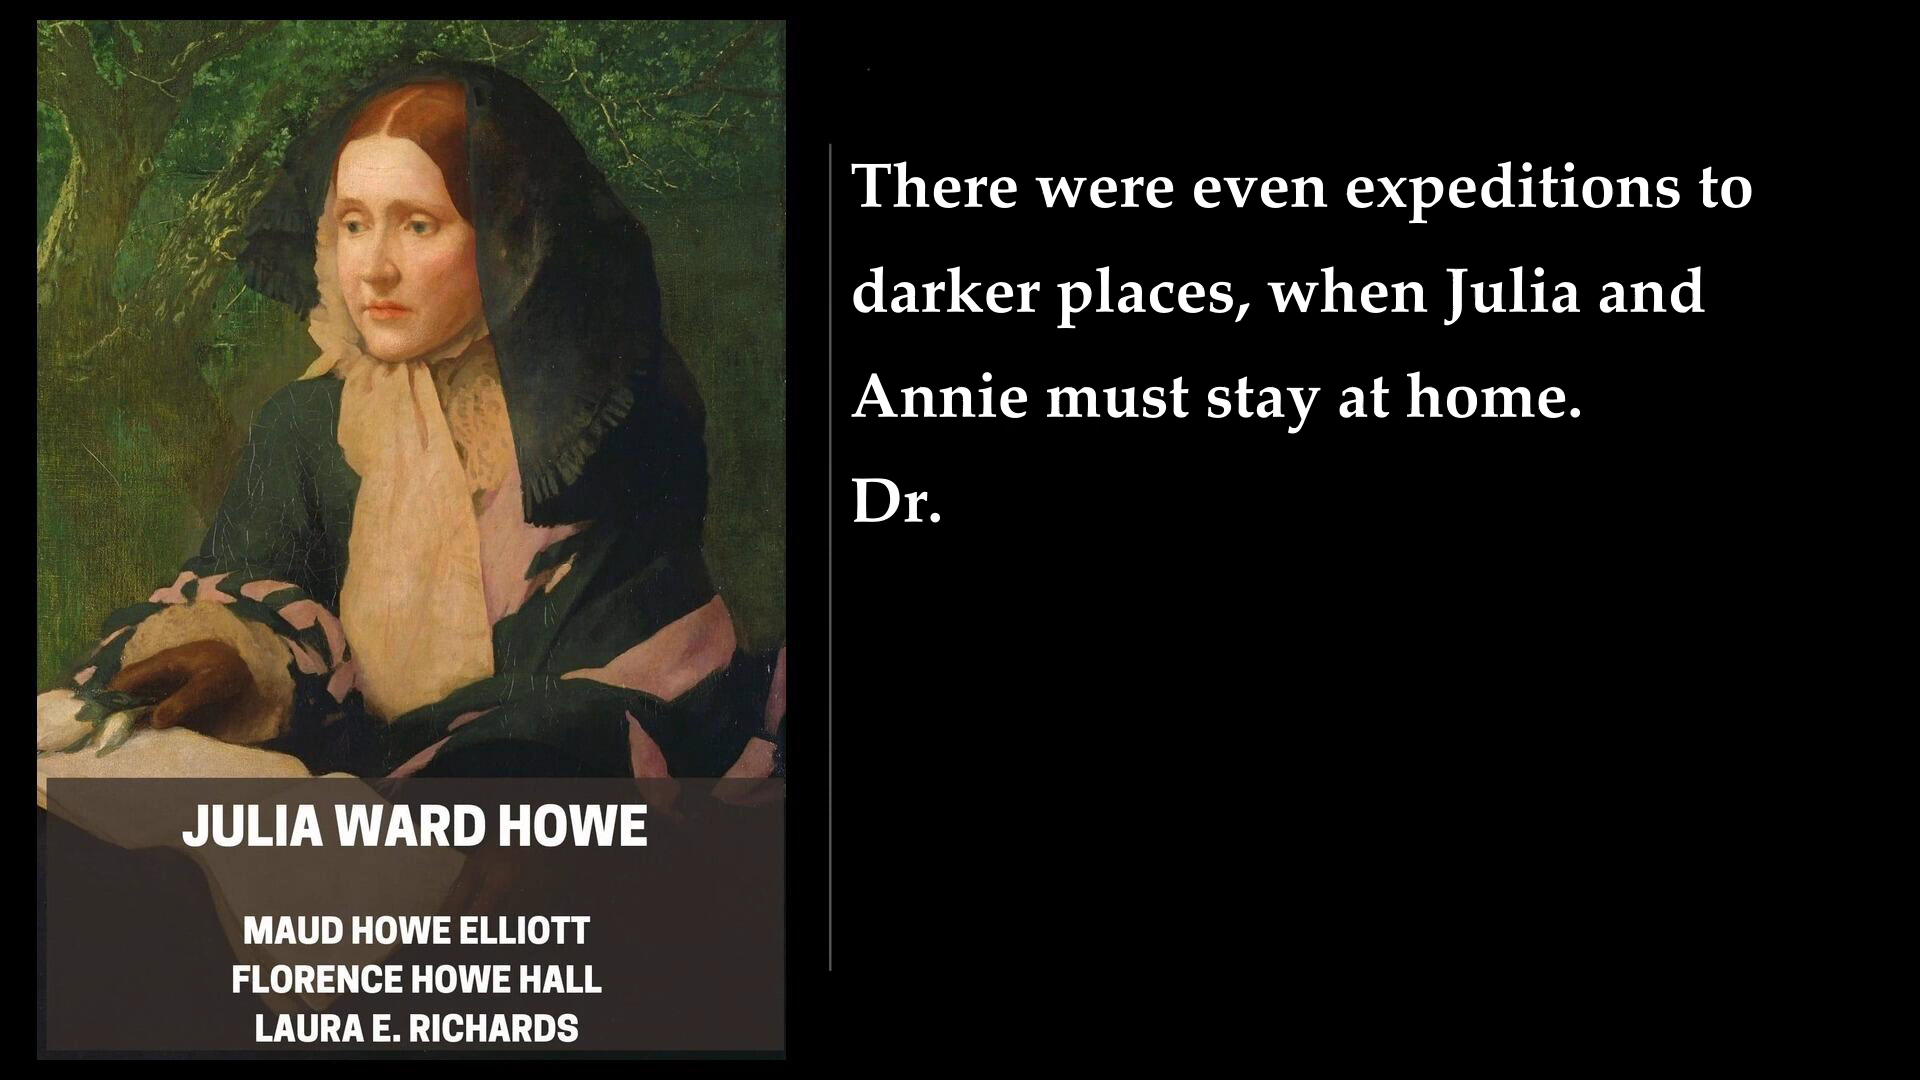 JULIA WARD HOWE
MAUD HOWE ELLIOTT
FLORENCE HOWE HALL
LAURA E. RICHARDS
There were even expeditions to
darker places, when Julia and
Annie must stay at home.
Dr.